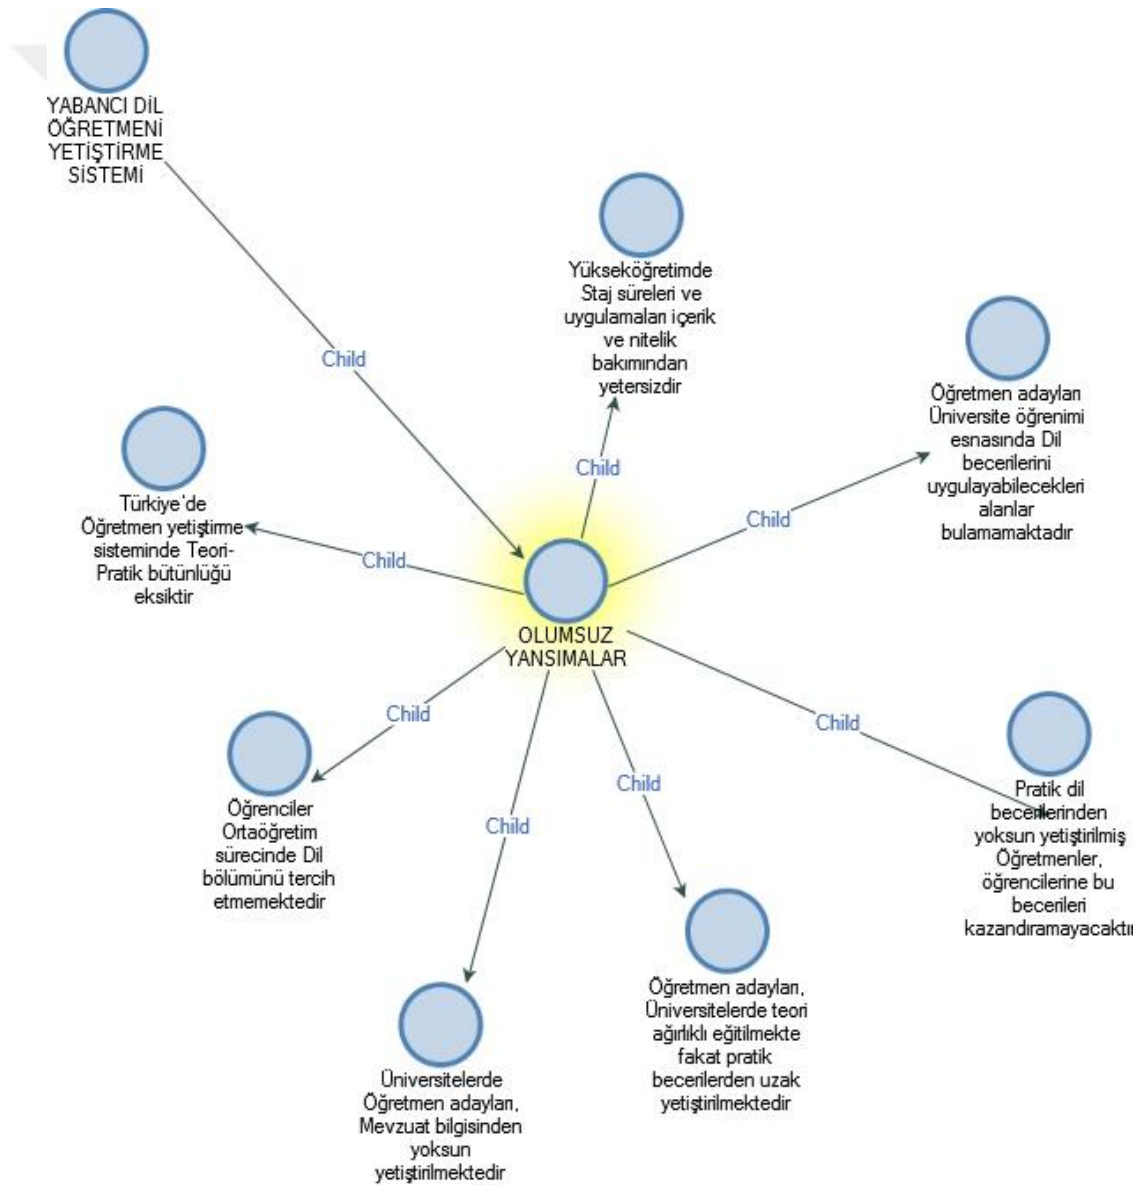 YABANCI DİL
ÖĞRETMENİ
YETİŞTİRME
SİSTEMİ
Child
Yükseköğretimde
Staj süreleri ve
uygulamaları içerik
ve nitelik
bakımından
yetersizdir
Child
Öğretmen adayları
Üniversite öğrenimi
esnasında Dil
becerilerini
uygulayabilecekleri
alanlar
bulamamaktadır
Child
Türkiye'de
Öğretmen yetiştirme
sisteminde Teori-
Pratik bütünlüğü
eksiktir
Child
OLUMSUZ
YANSIMALAR
Child
Öğrenciler
Ortaöğretim
sürecinde Dil
bölümünü tercih
etmemektedir
Child
Üniversitelerde
Öğretmen adayları,
Mevzuat bilgisinden
yoksun
yetiştirilmektedir
Child
Öğretmen adayları,
Üniversitelerde teori
ağırlıklı eğitilmekte
fakat pratik
becerilerden uzak
yetiştirilmektedir
Child
Pratik dil
becerilerinden
yoksun yetiştirilmiş
Öğretmenler,
öğrencilerine bu
becerileri
kazandıramayacaktır